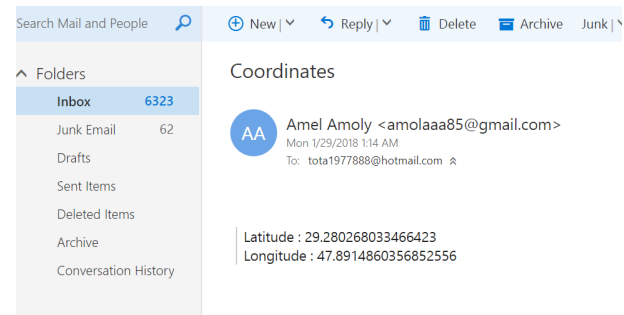 Search Mail and People
New | Reply | Delete Archive Junk |
Folders
Inbox 6323
Junk Email 62
Drafts
Sent Items
Deleted Items
Archive
Conversation History
Coordinates
AA
Amel Amoly <amolaaa85@gmail.com>
Mon 1/29/2018 1:14 AM
To: tota1977888@hotmail.com
Latitude : 29.280268033466423
Longitude : 47.8914860356852556